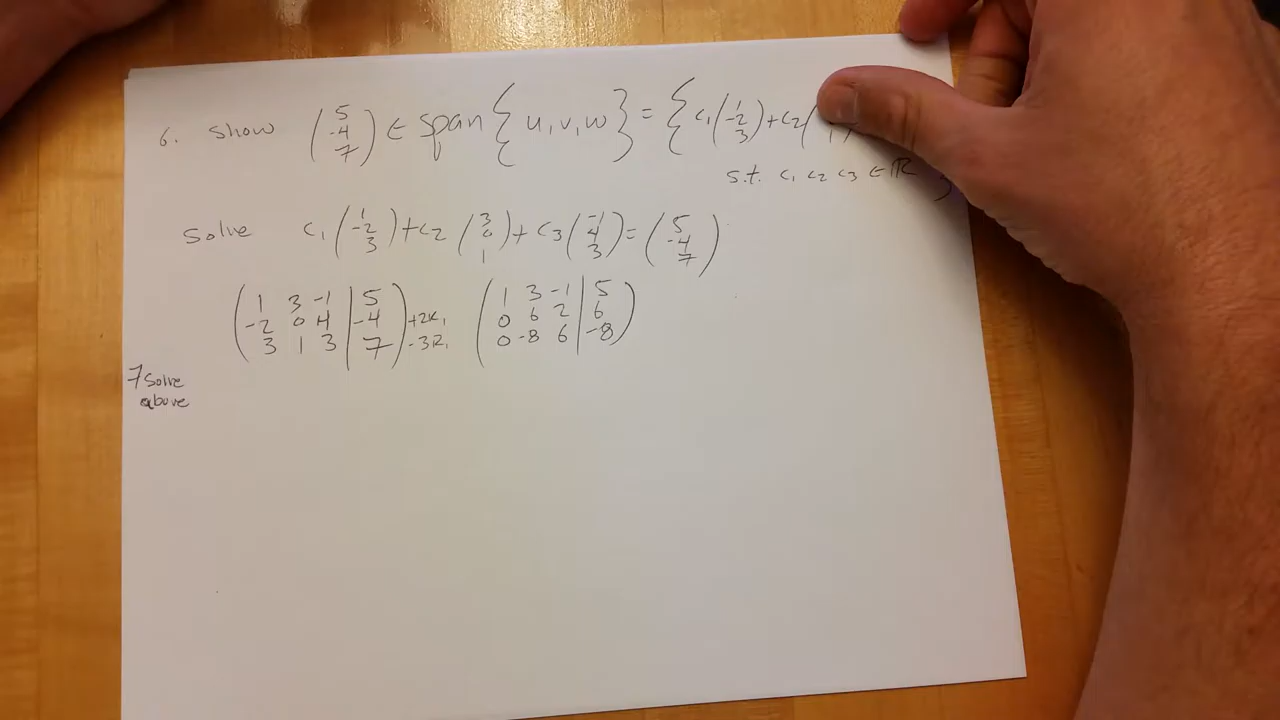 6. Show (5 -4 7) ∈ span{u,v,w} = {c₁(1 -2 3)+c₂(
s.t. c₁ c₂ c₃ ∈ ℝ }
Solve c₁(1 -2 3)+c₂(3 0 1)+c₃(-1 4 3)=(5 -4 7)
(1 3 -1 | 5) (1 3 -1 | 5)
(-2 0 4 | -4) +2R₁ (0 6 2 | 6)
(3 1 3 | 7) -3R₁ (0 -8 6 | -8)
7 Solve
above